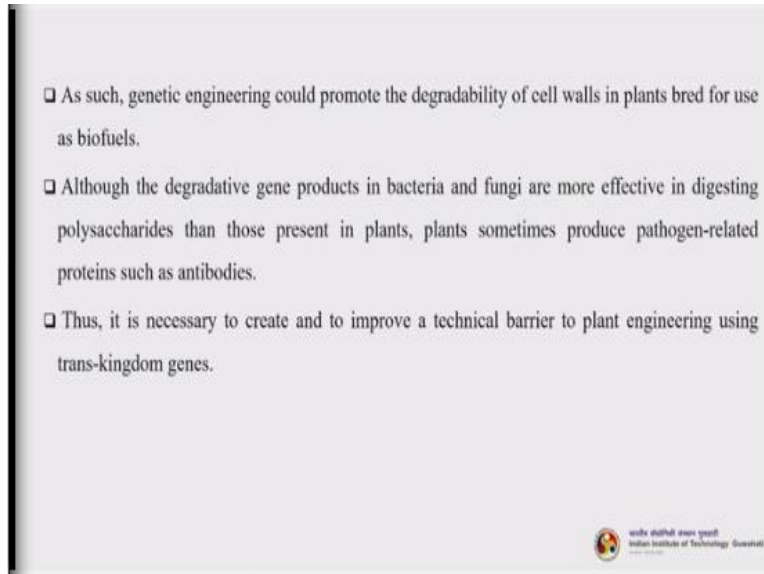 ❑ As such, genetic engineering could promote the degradability of cell walls in plants bred for use
as biofuels.
❑ Although the degradative gene products in bacteria and fungi are more effective in digesting
polysaccharides than those present in plants, plants sometimes produce pathogen-related
proteins such as antibodies.
❑ Thus, it is necessary to create and to improve a technical barrier to plant engineering using
trans-kingdom genes.
Indian Institute of Technology Guwahati